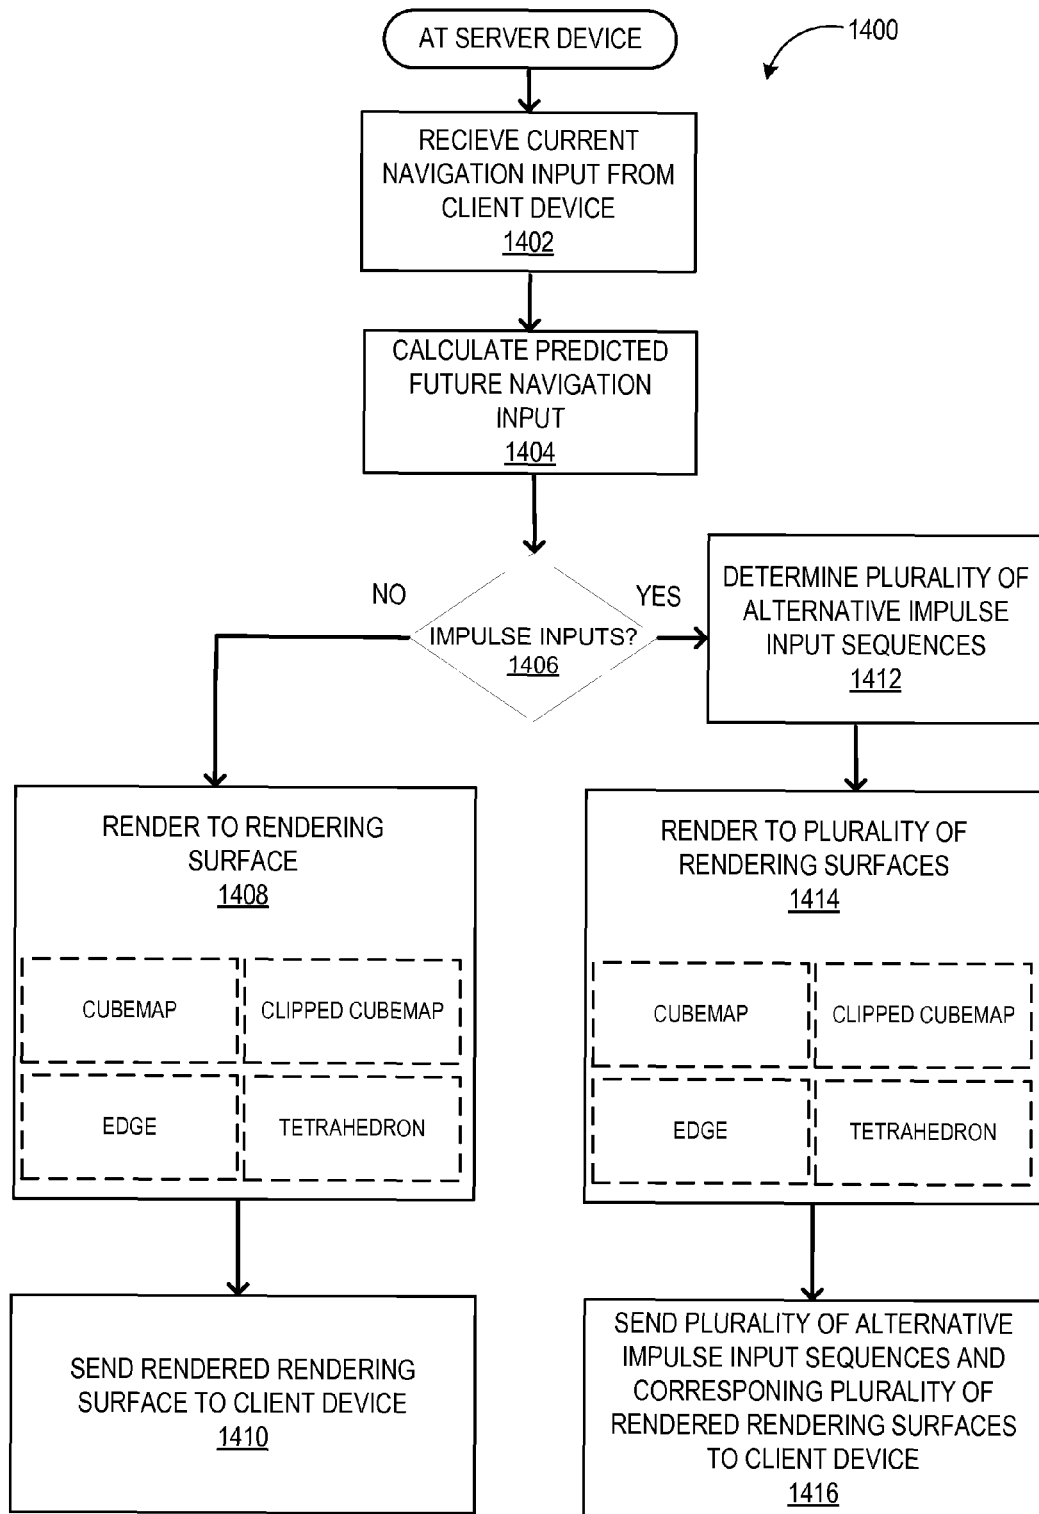 AT SERVER DEVICE
1400
RECIEVE CURRENT
NAVIGATION INPUT FROM
CLIENT DEVICE
1402
CALCULATE PREDICTED
FUTURE NAVIGATION
INPUT
1404
NO
YES
IMPULSE INPUTS?
1406
DETERMINE PLURALITY OF
ALTERNATIVE IMPULSE
INPUT SEQUENCES
1412
RENDER TO RENDERING
SURFACE
1408
CUBEMAP
CLIPPED CUBEMAP
EDGE
TETRAHEDRON
RENDER TO PLURALITY OF
RENDERING SURFACES
1414
CUBEMAP
CLIPPED CUBEMAP
EDGE
TETRAHEDRON
SEND RENDERED RENDERING
SURFACE TO CLIENT DEVICE
1410
SEND PLURALITY OF ALTERNATIVE
IMPULSE INPUT SEQUENCES AND
CORRESPONING PLURALITY OF
RENDERED RENDERING SURFACES
TO CLIENT DEVICE
1416